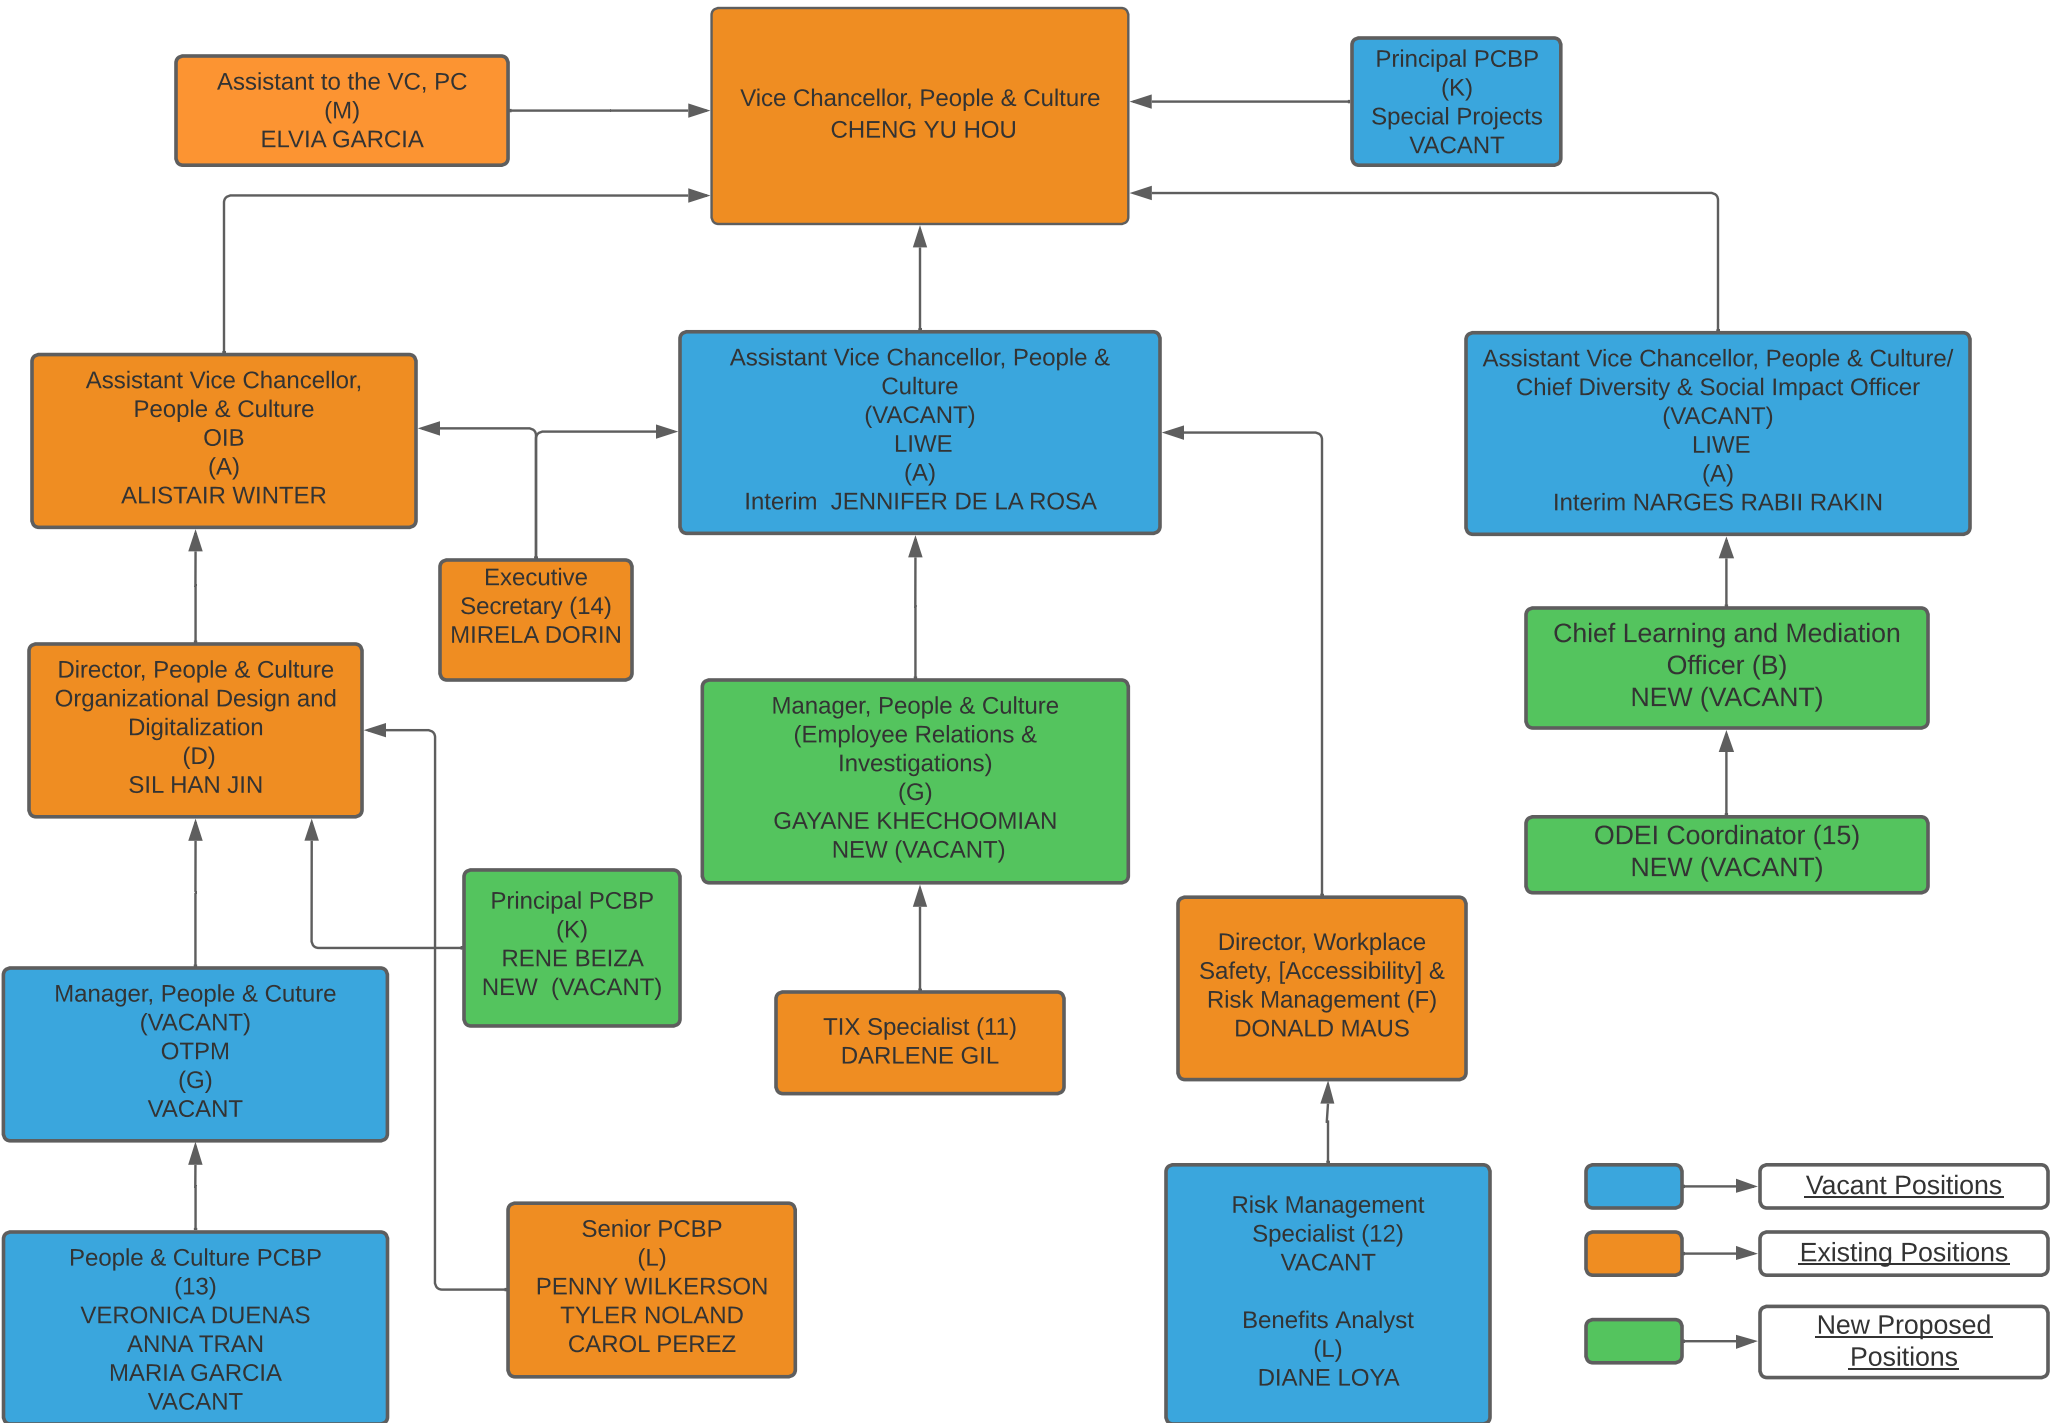 Assistant to the VC, PC
(M)
ELVIA GARCIA
Vice Chancellor, People & Culture
CHENG YU HOU
Principal PCBP
(K)
Special Projects
VACANT
Assistant Vice Chancellor,
People & Culture
OIB
(A)
ALISTAIR WINTER
Assistant Vice Chancellor, People &
Culture
(VACANT)
LIWE
(A)
Interim  JENNIFER DE LA ROSA
Assistant Vice Chancellor, People & Culture/
Chief Diversity & Social Impact Officer
(VACANT)
LIWE
(A)
Interim NARGES RABII RAKIN
Executive
Secretary (14)
MIRELA DORIN
Director, People & Culture
Organizational Design and
Digitalization
(D)
SIL HAN JIN
Manager, People & Culture
(Employee Relations &
Investigations)
(G)
GAYANE KHECHOOMIAN
NEW (VACANT)
Chief Learning and Mediation
Officer (B)
NEW (VACANT)
ODEI Coordinator (15)
NEW (VACANT)
Principal PCBP
(K)
RENE BEIZA
NEW  (VACANT)
Director, Workplace
Safety, [Accessibility] &
Risk Management (F)
DONALD MAUS
Manager, People & Cuture
(VACANT)
OTPM
(G)
VACANT
TIX Specialist (11)
DARLENE GIL
People & Culture PCBP
(13)
VERONICA DUENAS
ANNA TRAN
MARIA GARCIA
VACANT
Senior PCBP
(L)
PENNY WILKERSON
TYLER NOLAND
CAROL PEREZ
Risk Management
Specialist (12)
VACANT
Benefits Analyst
(L)
DIANE LOYA
Vacant Positions
Existing Positions
New Proposed
Positions